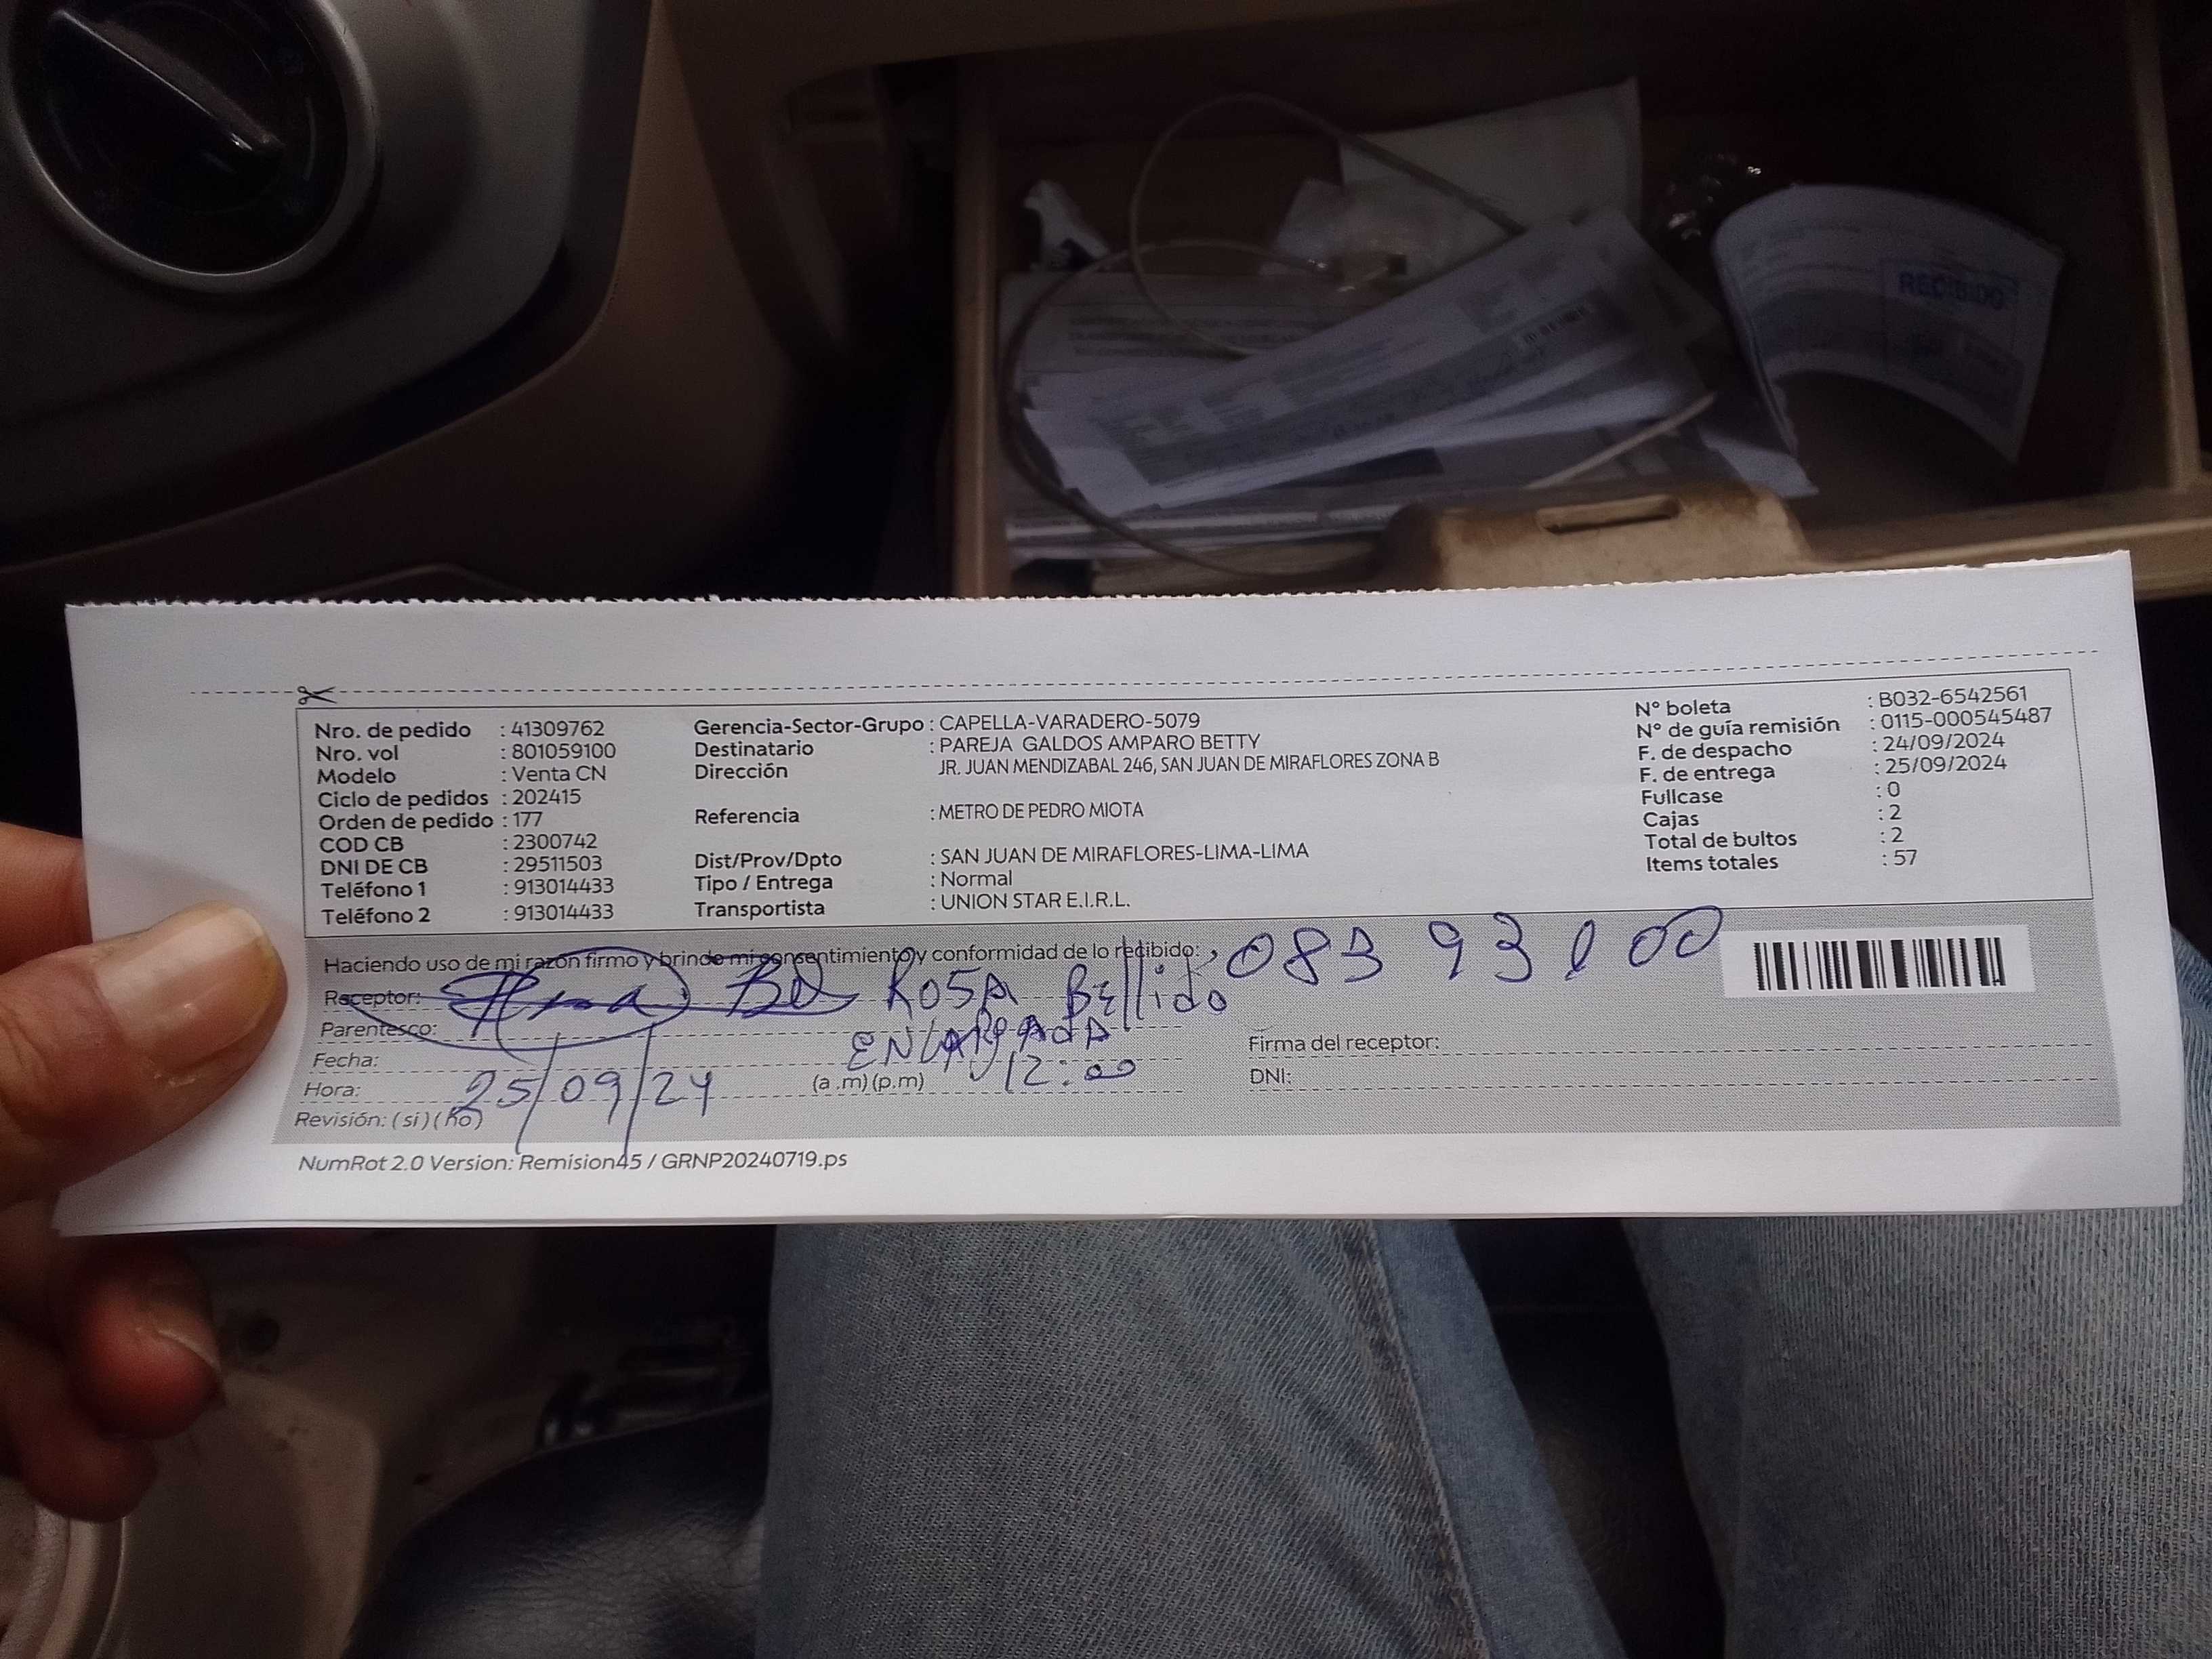 RECIBIDO
Nro. de pedido : 41309762
Nro. vol : 801059100
Modelo : Venta CN
Ciclo de pedidos : 202415
Orden de pedido : 177
COD CB : 2300742
DNI DE CB : 29511503
Teléfono 1 : 913014433
Teléfono 2 : 913014433
Gerencia-Sector-Grupo : CAPELLA-VARADERO-5079
Destinatario : PAREJA GALDOS AMPARO BETTY
Dirección JR. JUAN MENDIZABAL 246, SAN JUAN DE MIRAFLORES ZONA B
Referencia : METRO DE PEDRO MIOTA
Dist/Prov/Dpto : SAN JUAN DE MIRAFLORES-LIMA-LIMA
Tipo / Entrega : Normal
Transportista : UNION STAR E.I.R.L.
N° boleta : B032-6542561
N° de guía remisión : 0115-000545487
F. de despacho : 24/09/2024
F. de entrega : 25/09/2024
Fullcase : 0
Cajas : 2
Total de bultos : 2
Items totales : 57
Haciendo uso de mi razón firmo y brindo mi consentimiento y conformidad de lo recibido:
Receptor: ROSA Bellido
Parentesco: ENCARGADA
Fecha:
Hora: 25/09/24 (a .m) (p.m) 12:00
Revisión: ( si ) ( no )
Firma del receptor:
DNI:
NumRot 2.0 Version: Remision45 / GRNP20240719.ps